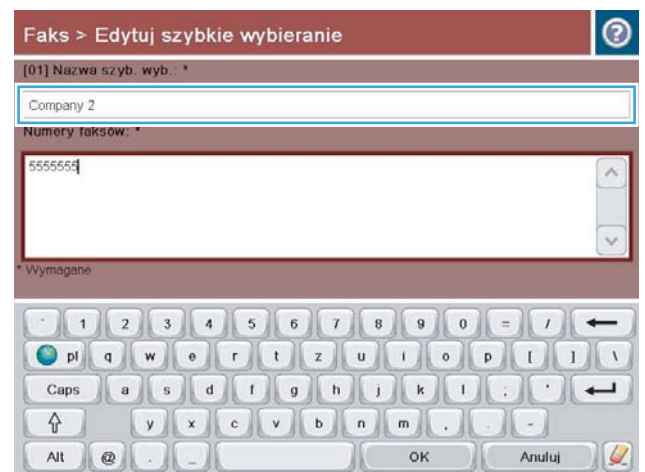 Faks > Edytuj szybkie wybieranie ?
[01] Nazwa szyb. wyb.: *
Company 2
Numery faksów: *
5555555
* Wymagane
1 2 3 4 5 6 7 8 9 0 = /
pl q w e r t z u i o p [ ] \
Caps a s d f g h j k l ; '
y x c v b n m , . -
Alt @ . _ OK Anuluj